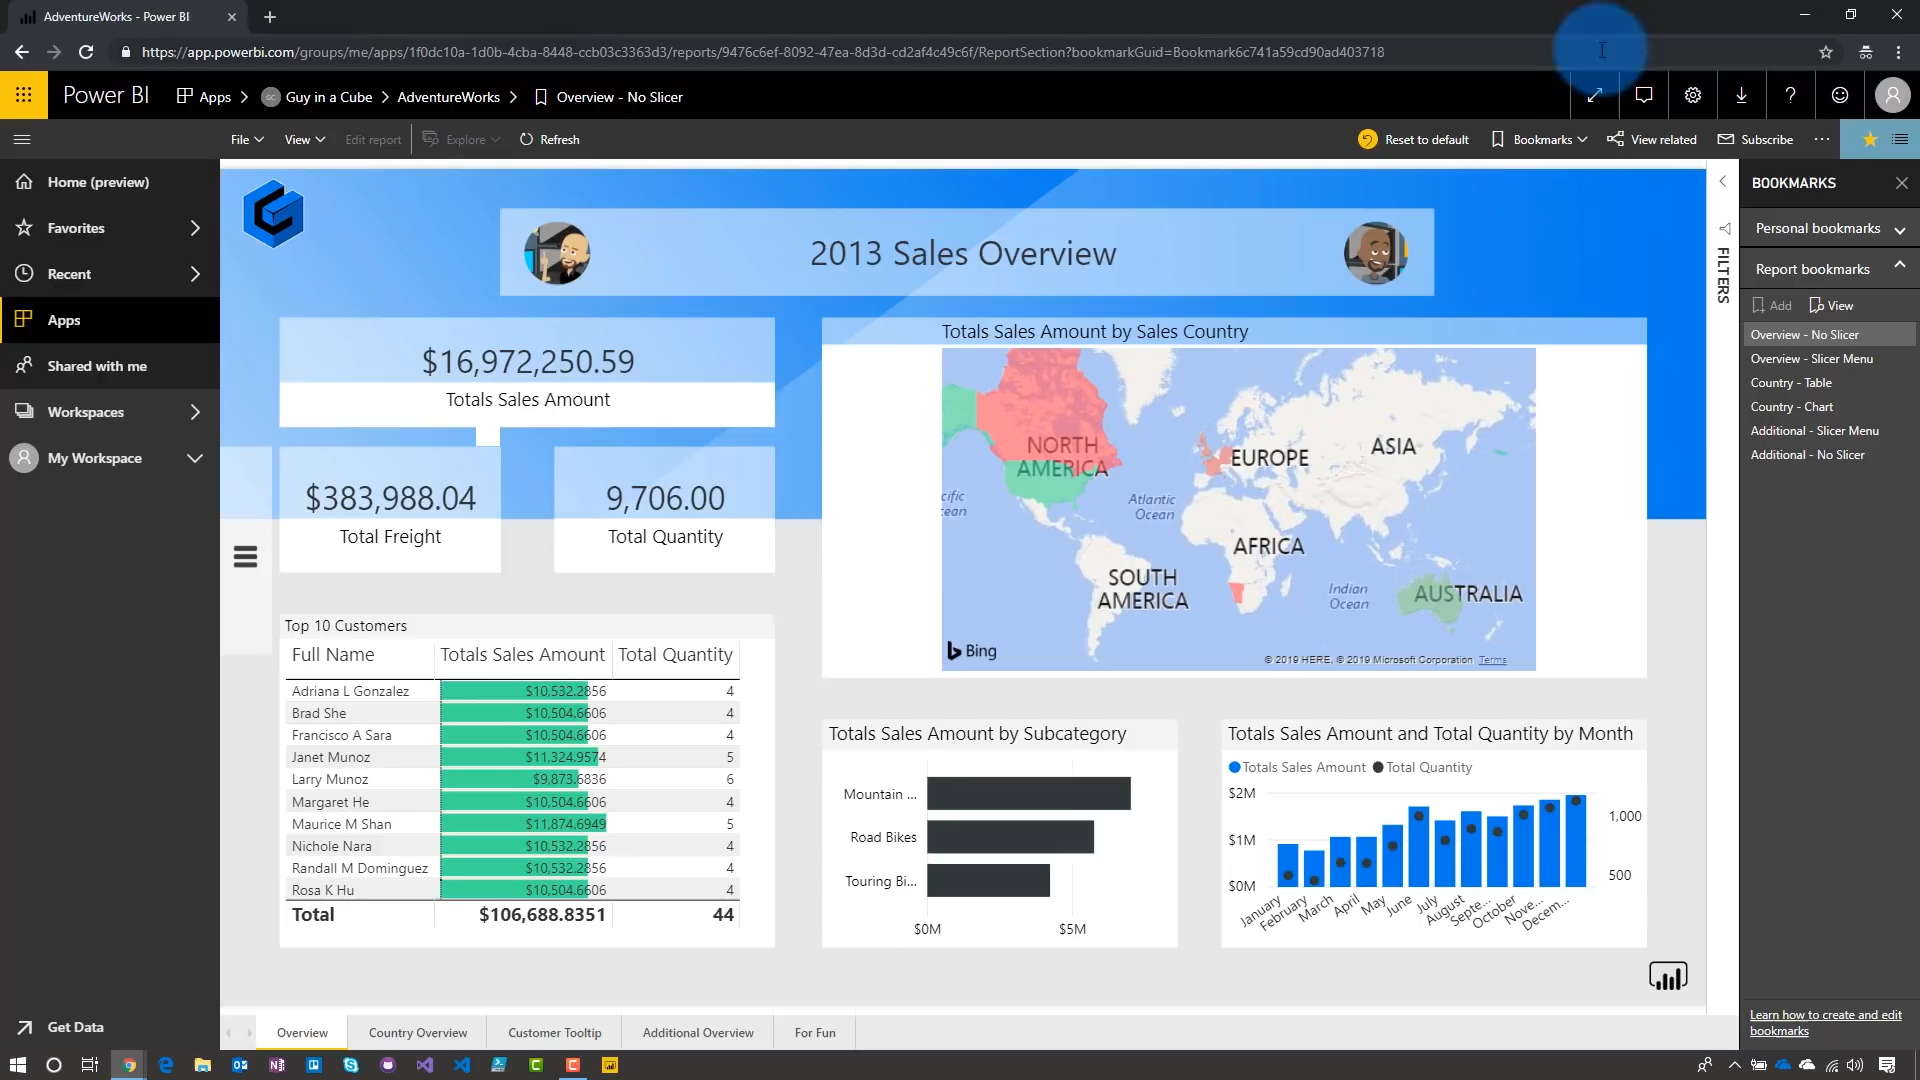 AdventureWorks - Power BI
https://app.powerbi.com/groups/me/apps/1f0dc10a-1d0b-4cba-8448-ccb03c3363d3/reports/9476c6ef-8092-47ea-8d3d-cd2af4c49c6f/ReportSection?bookmarkGuid=Bookmark6c741a59cd90ad403718
Power BI Apps Guy in a Cube AdventureWorks Overview - No Slicer
File View Edit report Explore Refresh Reset to default Bookmarks View related Subscribe
Home (preview)
Favorites
Recent
Apps
Shared with me
Workspaces
My Workspace
Get Data
2013 Sales Overview
$16,972,250.59
Totals Sales Amount
$383,988.04
Total Freight
9,706.00
Total Quantity
Top 10 Customers
Full Name Totals Sales Amount Total Quantity
Adriana L Gonzalez $10,532.2856 4
Brad She $10,504.6606 4
Francisco A Sara $10,504.6606 4
Janet Munoz $11,324.9574 5
Larry Munoz $9,873.6836 6
Margaret He $10,504.6606 4
Maurice M Shan $11,874.6949 5
Nichole Nara $10,532.2856 4
Randall M Dominguez $10,532.2856 4
Rosa K Hu $10,504.6606 4
Total $106,688.8351 44
Totals Sales Amount by Sales Country
NORTH
AMERICA
EUROPE
ASIA
cific
ean
Atlantic
Ocean
AFRICA
SOUTH
AMERICA
Indian
Ocean
AUSTRALIA
Bing
© 2019 HERE, © 2019 Microsoft Corporation Terms
Totals Sales Amount by Subcategory
Mountain ...
Road Bikes
Touring Bi...
$0M $5M
Totals Sales Amount and Total Quantity by Month
Totals Sales Amount Total Quantity
$2M
$1M
$0M
1,000
500
January
February
March
April
May
June
July
August
Septe...
October
Nove...
Decem...
FILTERS
BOOKMARKS
Personal bookmarks
Report bookmarks
Add View
Overview - No Slicer
Overview - Slicer Menu
Country - Table
Country - Chart
Additional - Slicer Menu
Additional - No Slicer
Learn how to create and edit
bookmarks
Overview Country Overview Customer Tooltip Additional Overview For Fun